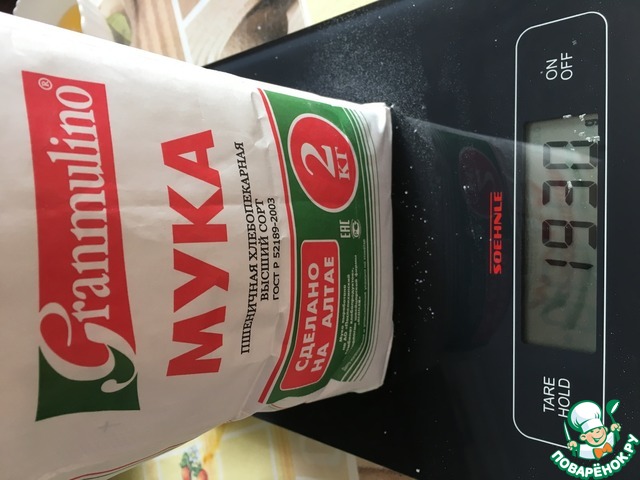 Granmulino®
МУКА
ПШЕНИЧНАЯ ХЛЕБОПЕКАРНАЯ
ВЫСШИЙ СОРТ
ГОСТ Р 52189-2003
2
КГ
СДЕЛАНО
НА АЛТАЕ
EAC
SOEHNLE
ON
OFF
1930
TARE
HOLD
ПОВАРЁНОК.РУ